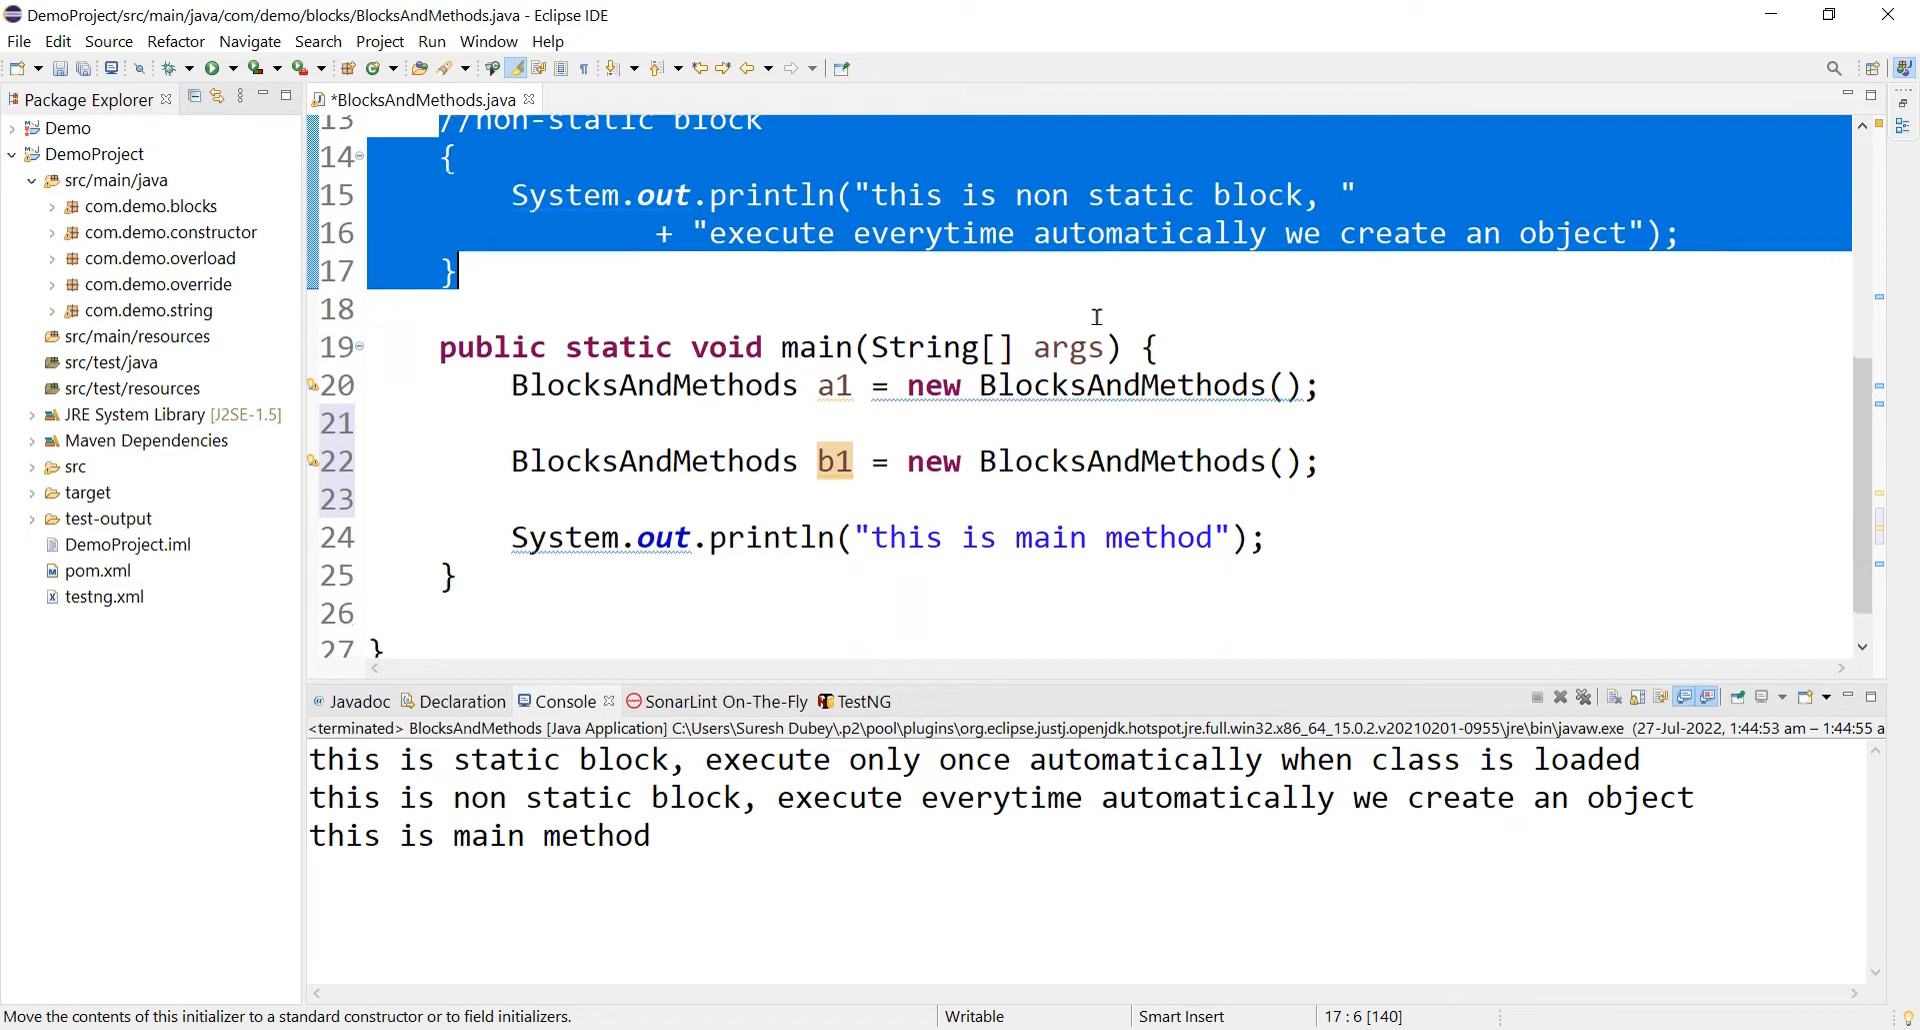 DemoProject/src/main/java/com/demo/blocks/BlocksAndMethods.java - Eclipse IDE
File Edit Source Refactor Navigate Search Project Run Window Help
Package Explorer
Demo
DemoProject
src/main/java
com.demo.blocks
com.demo.constructor
com.demo.overload
com.demo.override
com.demo.string
src/main/resources
src/test/java
src/test/resources
JRE System Library [J2SE-1.5]
Maven Dependencies
src
target
test-output
DemoProject.iml
pom.xml
testng.xml
*BlocksAndMethods.java
13 //non-static block
14 {
15 System.out.println("this is non static block, "
16 + "execute everytime automatically we create an object");
17 }
18
19 public static void main(String[] args) {
20 BlocksAndMethods a1 = new BlocksAndMethods();
21
22 BlocksAndMethods b1 = new BlocksAndMethods();
23
24 System.out.println("this is main method");
25 }
26
27 }
@ Javadoc Declaration Console SonarLint On-The-Fly TestNG
<terminated> BlocksAndMethods [Java Application] C:\Users\Suresh Dubey\.p2\pool\plugins\org.eclipse.justj.openjdk.hotspot.jre.full.win32.x86_64_15.0.2.v20210201-0955\jre\bin\javaw.exe (27-Jul-2022, 1:44:53 am – 1:44:55 a
this is static block, execute only once automatically when class is loaded
this is non static block, execute everytime automatically we create an object
this is main method
Move the contents of this initializer to a standard constructor or to field initializers. Writable Smart Insert 17 : 6 [140]